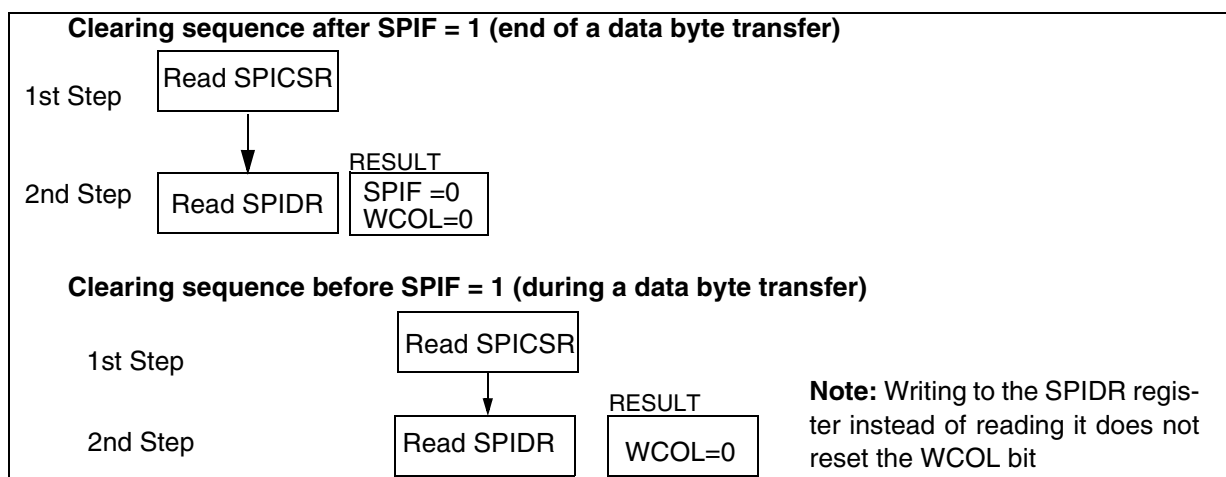 Clearing sequence after SPIF = 1 (end of a data byte transfer)
1st Step
Read SPICSR
RESULT
2nd Step
Read SPIDR
SPIF =0
WCOL=0
Clearing sequence before SPIF = 1 (during a data byte transfer)
1st Step
Read SPICSR
RESULT
2nd Step
Read SPIDR
WCOL=0
Note: Writing to the SPIDR regis-
ter instead of reading it does not
reset the WCOL bit